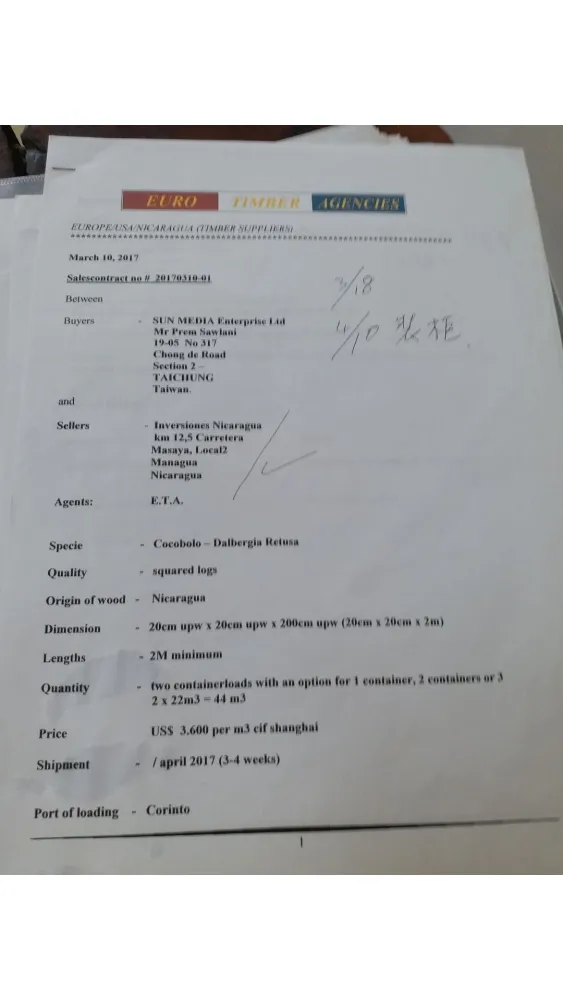 EURO TIMBER AGENCIES
EUROPE/USA/NICARAGUA (TIMBER SUPPLIERS)
March 10, 2017
Salescontract no # 20170310-01
3/18
Between
4/10 裝柜.
Buyers - SUN MEDIA Enterprise Ltd
Mr Prem Sawlani
19-05 No 317
Chong de Road
Section 2 –
TAICHUNG
Taiwan.
and
Sellers - Inversiones Nicaragua
km 12,5 Carretera
Masaya, Local2
Managua
Nicaragua
Agents: E.T.A.
Specie - Cocobolo – Dalbergia Retusa
Quality - squared logs
Origin of wood - Nicaragua
Dimension - 20cm upw x 20cm upw x 200cm upw (20cm x 20cm x 2m)
Lengths - 2M minimum
Quantity - two containerloads with an option for 1 container, 2 containers or 3
2 x 22m3 = 44 m3
Price US$ 3.600 per m3 cif shanghai
Shipment - / april 2017 (3-4 weeks)
Port of loading - Corinto
1